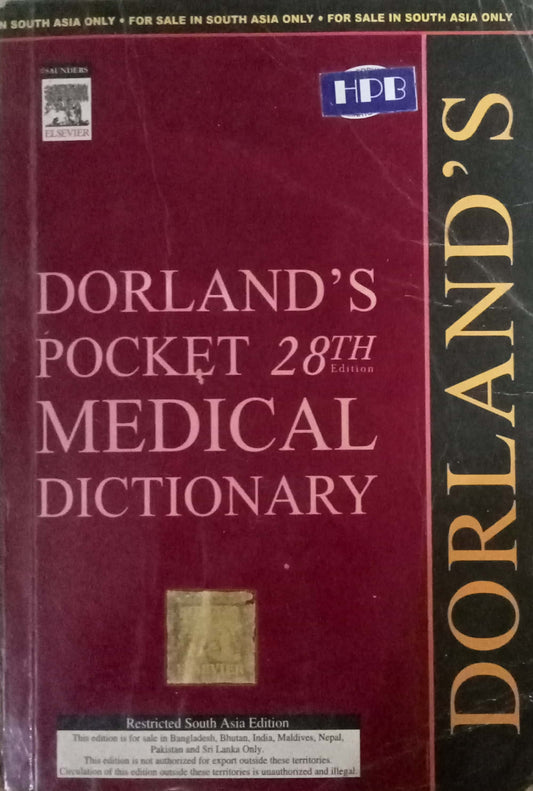 N SOUTH ASIA ONLY • FOR SALE IN SOUTH ASIA ONLY • FOR SALE IN SOUTH ASIA ONLY
SAUNDERS
ELSEVIER
HPB
DORLAND'S
DORLAND'S
POCKET 28TH
Edition
MEDICAL
DICTIONARY
ELSEVIER
Restricted South Asia Edition
This edition is for sale in Bangladesh, Bhutan, India, Maldives, Nepal,
Pakistan and Sri Lanka Only.
This edition is not authorized for export outside these territories.
Circulation of this edition outside these territories is unauthorized and illegal.